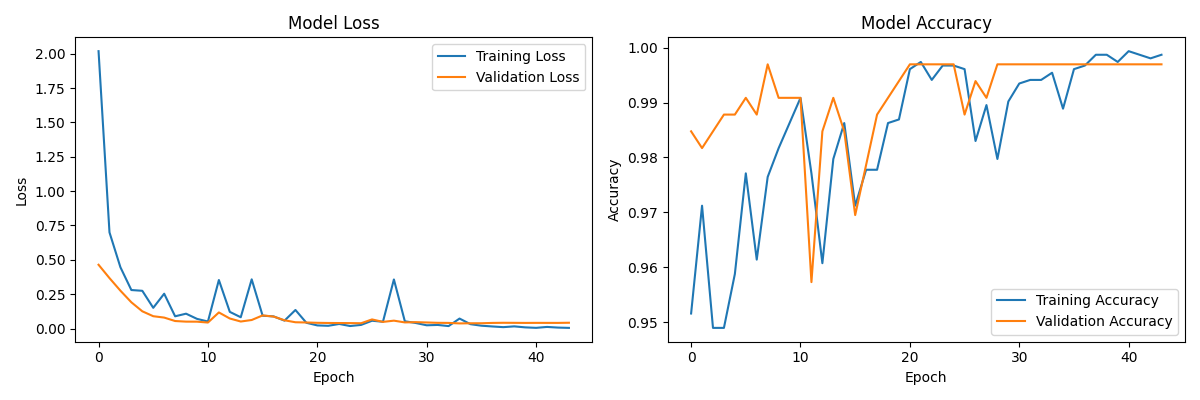 Model Loss
2.00
1.75
1.50
1.25
1.00
0.75
0.50
0.25
0.00
Loss
0 10 20 30 40
Epoch
Training Loss
Validation Loss
Model Accuracy
1.00
0.99
0.98
0.97
0.96
0.95
Accuracy
0 10 20 30 40
Epoch
Training Accuracy
Validation Accuracy